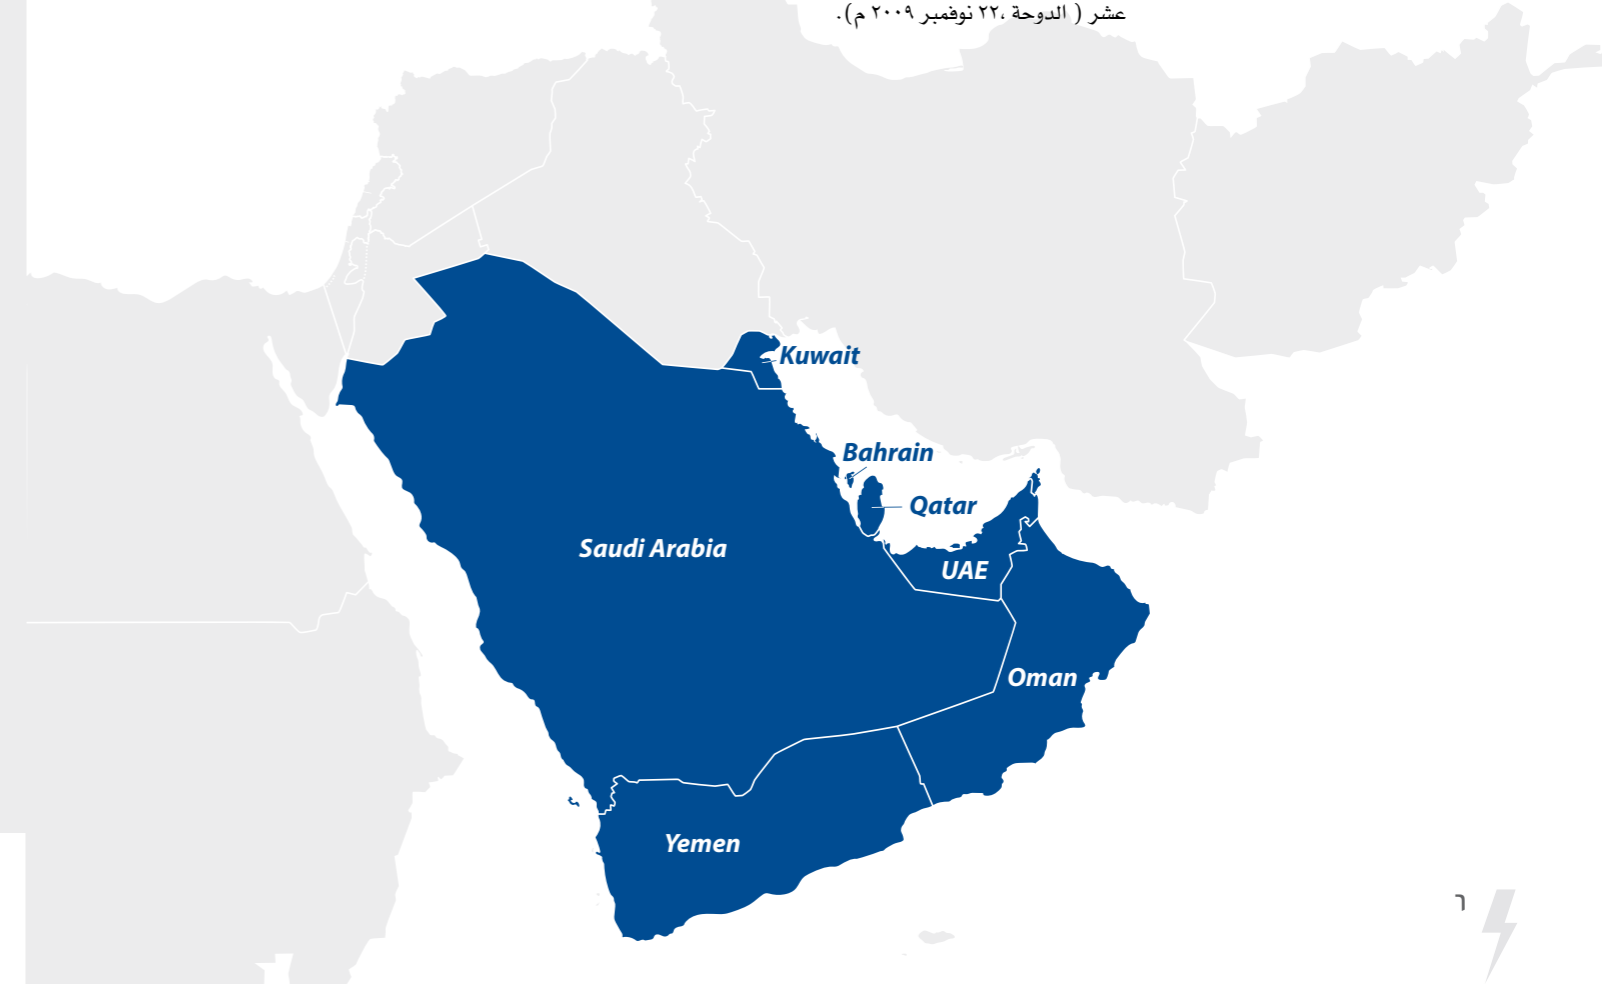 عشر ( الدوحة ،٢٢ نوفمبر ٢٠٠٩ م).
Kuwait
Bahrain
Qatar
Saudi Arabia
UAE
Oman
Yemen
٦